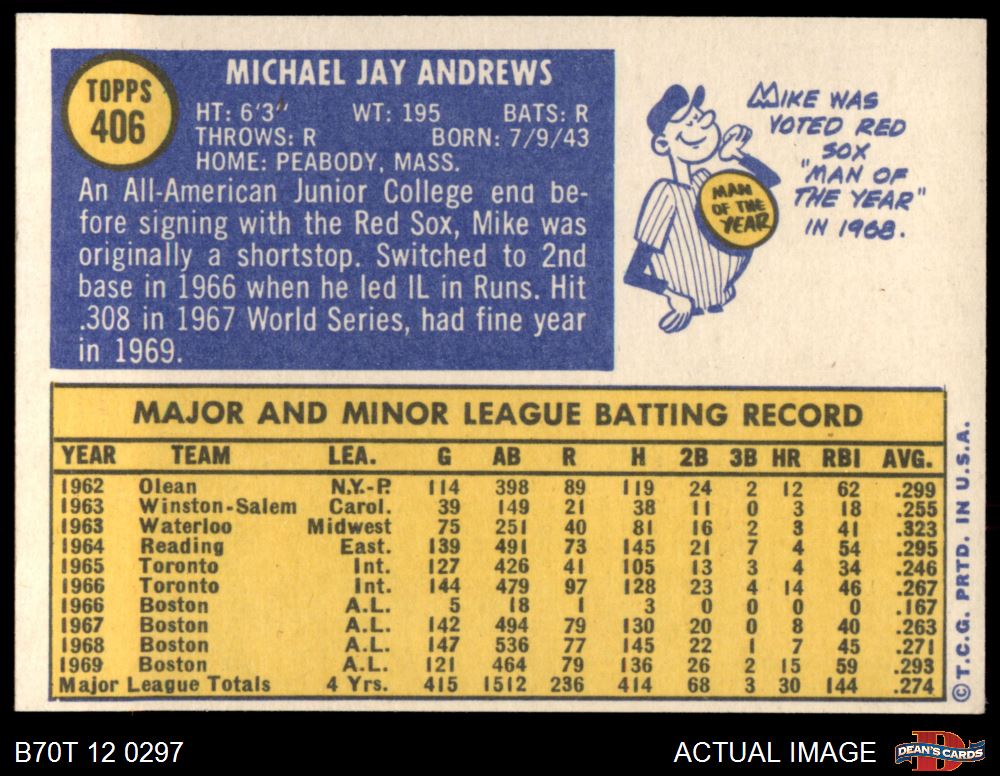 TOPPS
406
MICHAEL JAY ANDREWS
HT: 6'3" WT: 195 BATS: R
THROWS: R BORN: 7/9/43
HOME: PEABODY, MASS.
An All-American Junior College end be-
fore signing with the Red Sox, Mike was
originally a shortstop. Switched to 2nd
base in 1966 when he led IL in Runs. Hit
.308 in 1967 World Series, had fine year
in 1969.
MAN
OF THE
YEAR
MIKE WAS
VOTED RED
SOX
"MAN OF
THE YEAR"
IN 1968.
MAJOR AND MINOR LEAGUE BATTING RECORD
YEAR TEAM LEA. G AB R H 2B 3B HR RBI AVG.
1962 Olean N.Y.-P. 114 398 89 119 24 2 12 62 .299
1963 Winston-Salem Carol. 39 149 21 38 11 0 3 18 .255
1963 Waterloo Midwest 75 251 40 81 16 2 3 41 .323
1964 Reading East. 139 491 73 145 21 7 4 54 .295
1965 Toronto Int. 127 426 41 105 13 3 4 34 .246
1966 Toronto Int. 144 479 97 128 23 4 14 46 .267
1966 Boston A.L. 5 18 1 3 0 0 0 0 .167
1967 Boston A.L. 142 494 79 130 20 0 8 40 .263
1968 Boston A.L. 147 536 77 145 22 1 7 45 .271
1969 Boston A.L. 121 464 79 136 26 2 15 59 .293
Major League Totals 4 Yrs. 415 1512 236 414 68 3 30 144 .274
© T.C.G. PRTD. IN U.S.A.
B70T 12 0297
ACTUAL IMAGE
D
DEAN'S CARDS